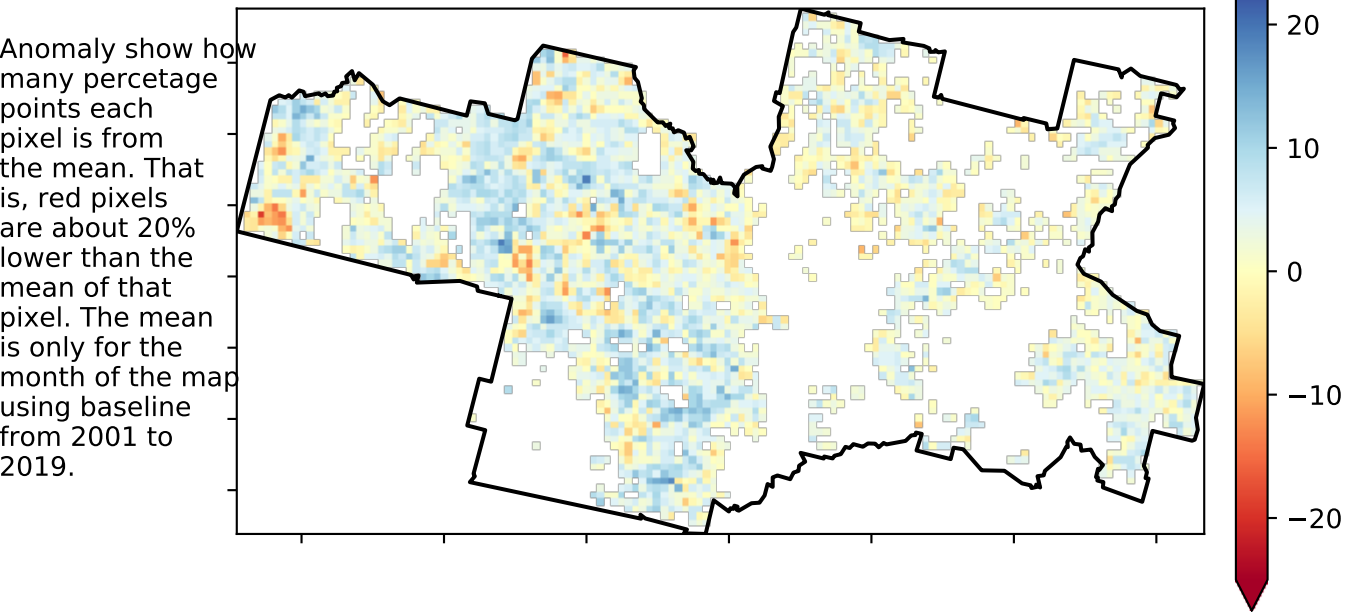 Anomaly show how
many percetage
points each
pixel is from
the mean. That
is, red pixels
are about 20%
lower than the
mean of that
pixel. The mean
is only for the
month of the map
using baseline
from 2001 to
2019.
20
10
0
−10
−20